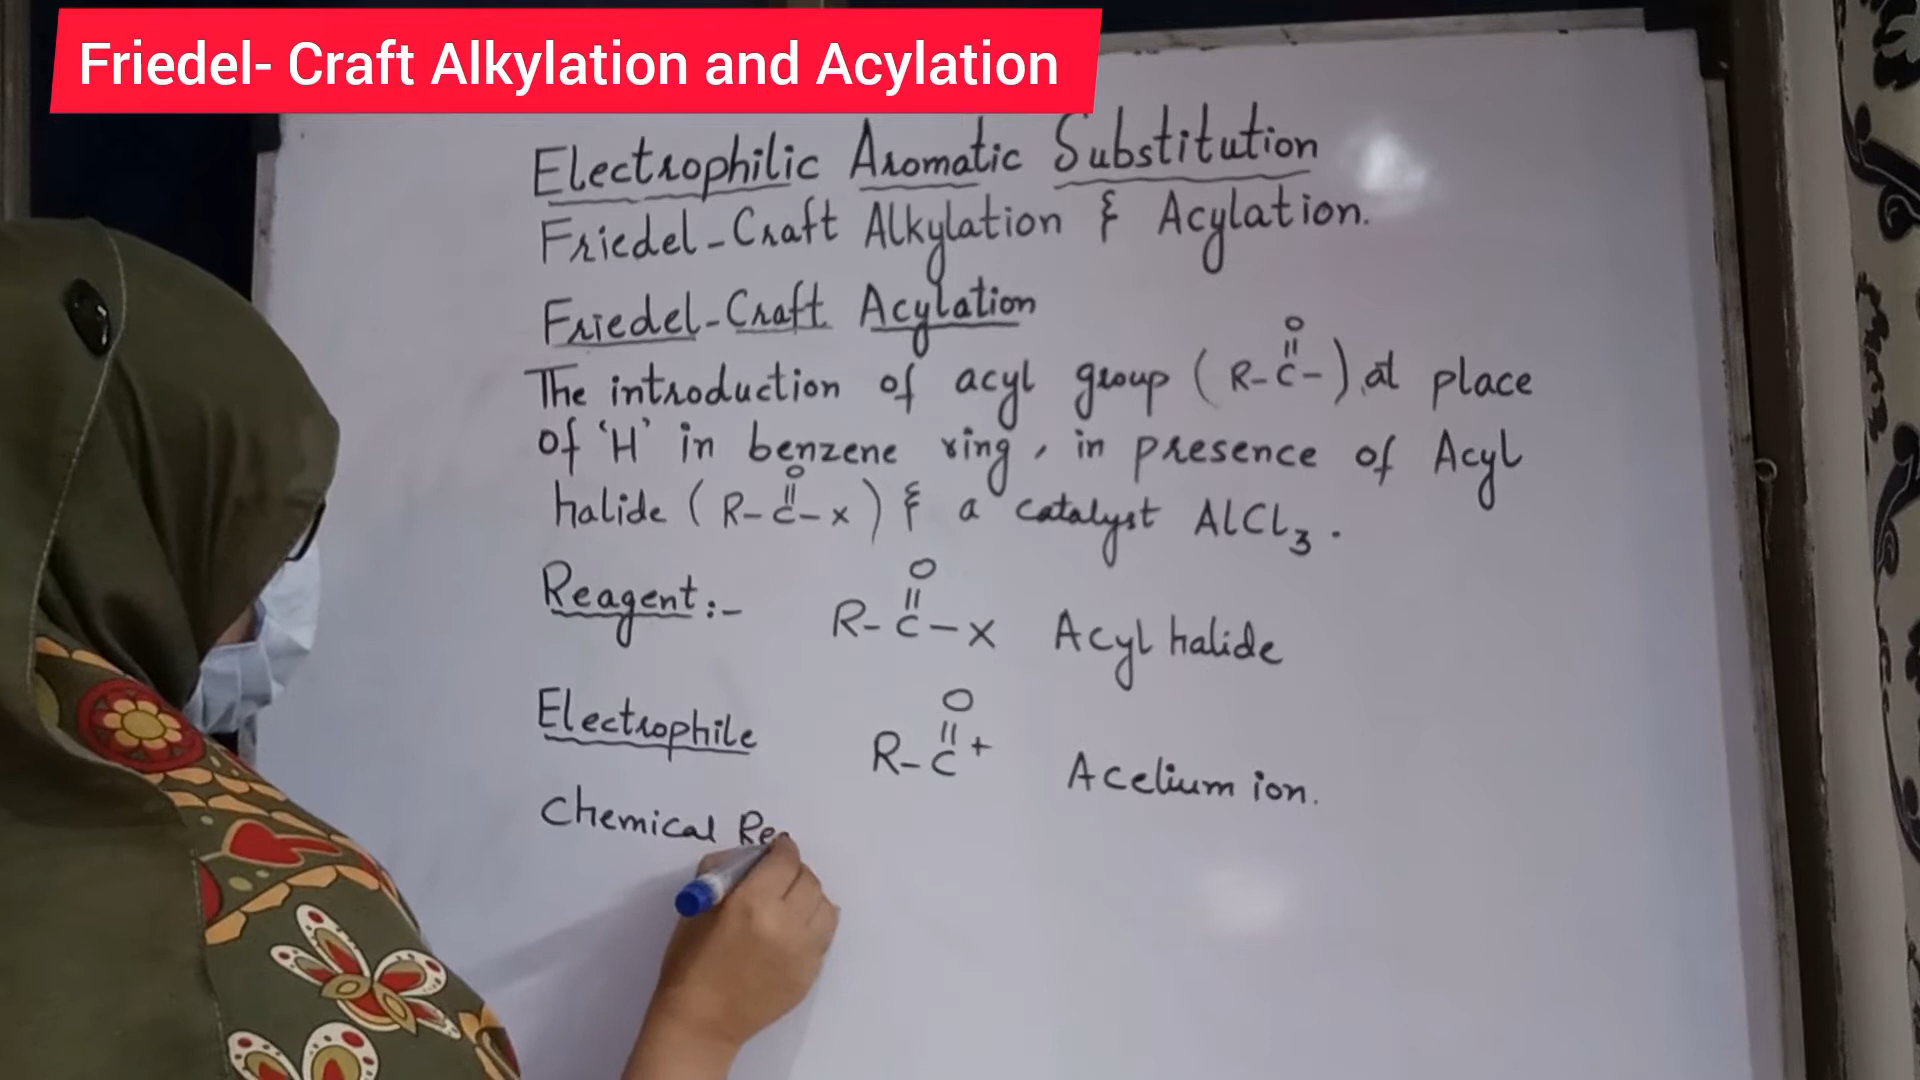 Friedel- Craft Alkylation and Acylation
Electrophilic Aromatic Substitution
Friedel-Craft Alkylation & Acylation.
Friedel-Craft Acylation
The introduction of acyl group (R-C-) at place
O
of 'H' in benzene ring, in presence of Acyl
halide (R-C-x) & a catalyst AlCl3.
O
Reagent:- R-C-X Acyl halide
O
Electrophile R-C+ Acelium ion.
O
Chemical Re